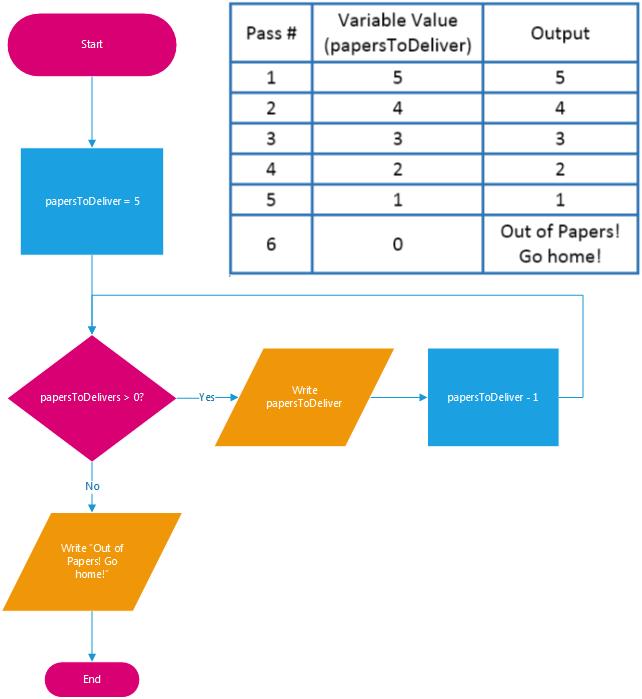 Start
papersToDeliver = 5
papersToDelivers > 0?
Yes
Write
papersToDeliver
papersToDeliver - 1
No
Write "Out of
Papers! Go
home!"
End
Pass #
Variable Value
(papersToDeliver)
Output
1 5 5
2 4 4
3 3 3
4 2 2
5 1 1
6 0 Out of Papers!
Go home!